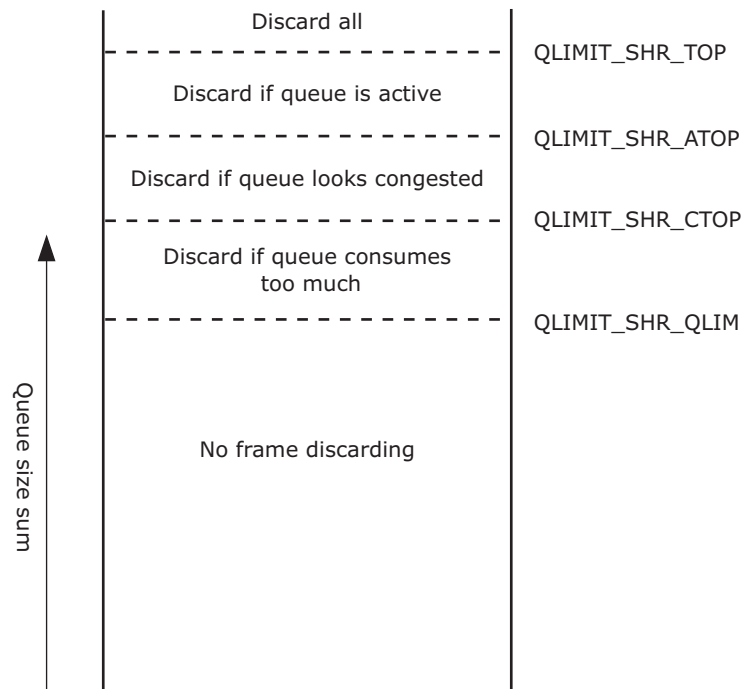 Discard all
QLIMIT_SHR_TOP
Discard if queue is active
QLIMIT_SHR_ATOP
Discard if queue looks congested
QLIMIT_SHR_CTOP
Discard if queue consumes
too much
QLIMIT_SHR_QLIM
Queue size sum
No frame discarding